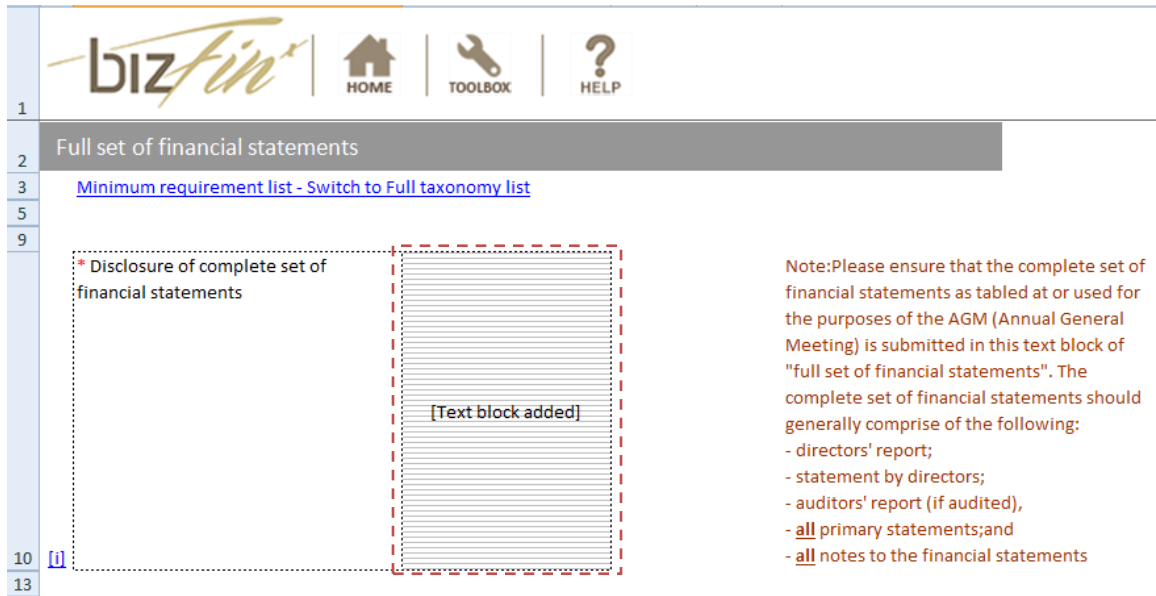 bizfin x
HOME
TOOLBOX
HELP
1
2 Full set of financial statements
3 Minimum requirement list - Switch to Full taxonomy list
5
9
* Disclosure of complete set of
financial statements
[Text block added]
Note:Please ensure that the complete set of
financial statements as tabled at or used for
the purposes of the AGM (Annual General
Meeting) is submitted in this text block of
"full set of financial statements". The
complete set of financial statements should
generally comprise of the following:
- directors' report;
- statement by directors;
- auditors' report (if audited),
- all primary statements;and
- all notes to the financial statements
10 [i]
13